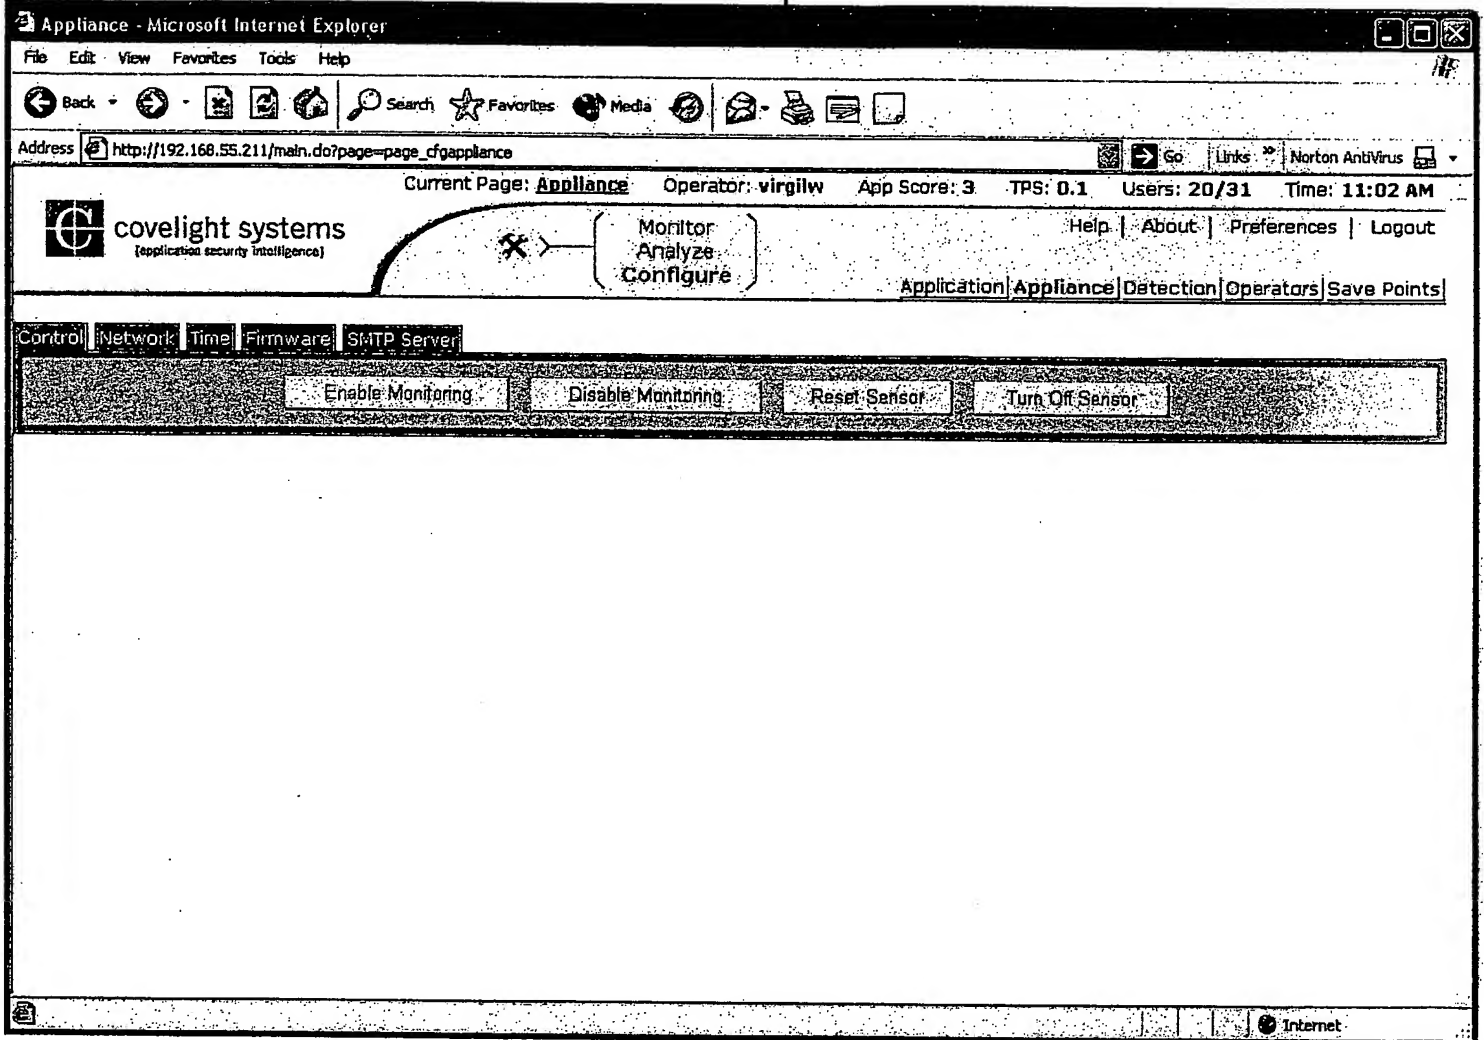 Appliance - Microsoft Internet Explorer
File Edit View Favorites Tools Help
Back Search Favorites Media
Address http://192.168.55.211/main.do?page=page_cfgappliance Go Links » Norton AntiVirus
Current Page: Appliance Operator: virgilw App Score: 3 TPS: 0.1 Users: 20/31 Time: 11:02 AM
covelight systems
{application security intelligence}
Monitor
Analyze
Configure
Help | About | Preferences | Logout
Application| Appliance| Detection| Operators| Save Points|
Control Network Time Firmware SMTP Server
Enable Monitoring Disable Monitoring Reset Sensor Turn Off Sensor
Internet